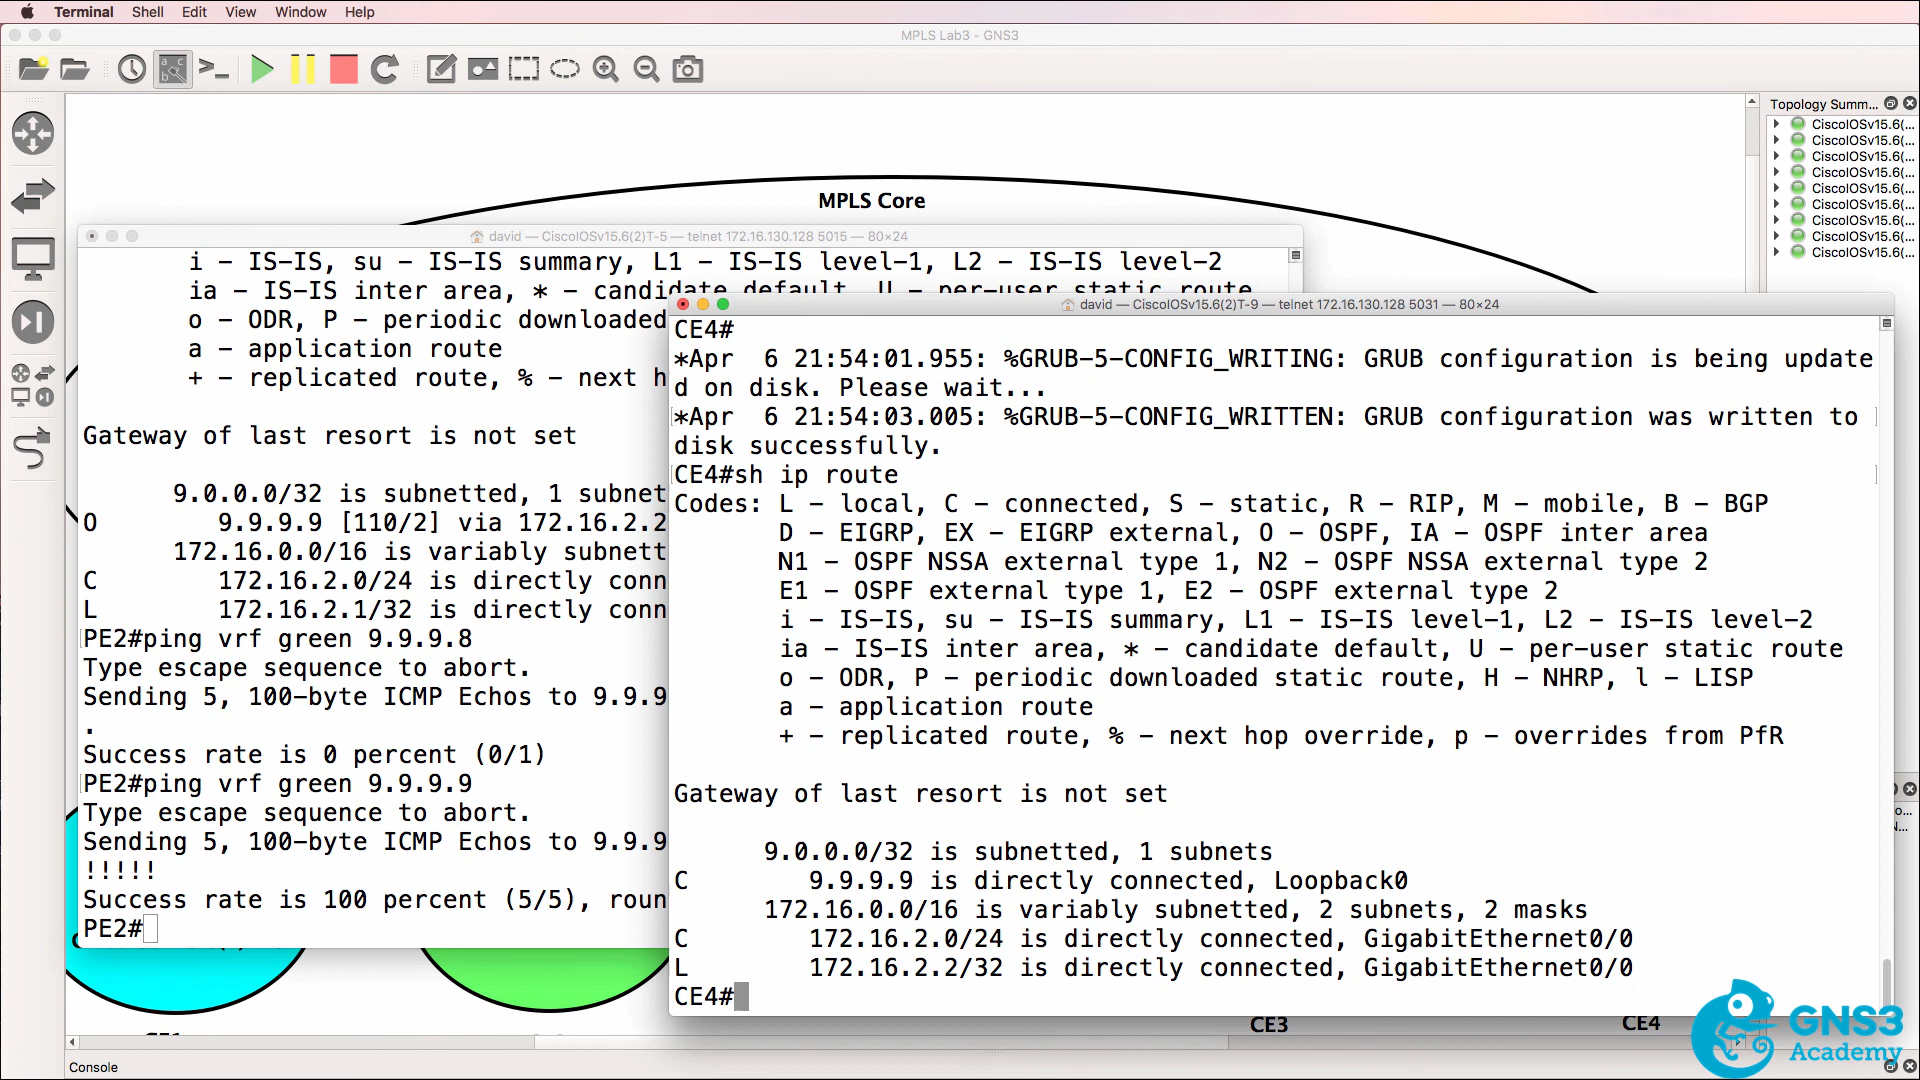 Terminal Shell Edit View Window Help
MPLS Lab3 - GNS3
Topology Summ...
CiscoIOSv15.6(...
CiscoIOSv15.6(...
CiscoIOSv15.6(...
CiscoIOSv15.6(...
CiscoIOSv15.6(...
CiscoIOSv15.6(...
CiscoIOSv15.6(...
CiscoIOSv15.6(...
CiscoIOSv15.6(...
MPLS Core
david — CiscoIOSv15.6(2)T-5 — telnet 172.16.130.128 5015 — 80×24
i - IS-IS, su - IS-IS summary, L1 - IS-IS level-1, L2 - IS-IS level-2
ia - IS-IS inter area, * - candidate default, U - per-user static route
o - ODR, P - periodic downloaded
a - application route
+ - replicated route, % - next h
Gateway of last resort is not set
9.0.0.0/32 is subnetted, 1 subnet
O 9.9.9.9 [110/2] via 172.16.2.2
172.16.0.0/16 is variably subnett
C 172.16.2.0/24 is directly conn
L 172.16.2.1/32 is directly conn
PE2#ping vrf green 9.9.9.8
Type escape sequence to abort.
Sending 5, 100-byte ICMP Echos to 9.9.9
.
Success rate is 0 percent (0/1)
PE2#ping vrf green 9.9.9.9
Type escape sequence to abort.
Sending 5, 100-byte ICMP Echos to 9.9.9
!!!!!
Success rate is 100 percent (5/5), roun
PE2#
david — CiscoIOSv15.6(2)T-9 — telnet 172.16.130.128 5031 — 80×24
CE4#
*Apr  6 21:54:01.955: %GRUB-5-CONFIG_WRITING: GRUB configuration is being update
d on disk. Please wait...
*Apr  6 21:54:03.005: %GRUB-5-CONFIG_WRITTEN: GRUB configuration was written to
disk successfully.
CE4#sh ip route
Codes: L - local, C - connected, S - static, R - RIP, M - mobile, B - BGP
D - EIGRP, EX - EIGRP external, O - OSPF, IA - OSPF inter area
N1 - OSPF NSSA external type 1, N2 - OSPF NSSA external type 2
E1 - OSPF external type 1, E2 - OSPF external type 2
i - IS-IS, su - IS-IS summary, L1 - IS-IS level-1, L2 - IS-IS level-2
ia - IS-IS inter area, * - candidate default, U - per-user static route
o - ODR, P - periodic downloaded static route, H - NHRP, l - LISP
a - application route
+ - replicated route, % - next hop override, p - overrides from PfR
Gateway of last resort is not set
9.0.0.0/32 is subnetted, 1 subnets
C 9.9.9.9 is directly connected, Loopback0
172.16.0.0/16 is variably subnetted, 2 subnets, 2 masks
C 172.16.2.0/24 is directly connected, GigabitEthernet0/0
L 172.16.2.2/32 is directly connected, GigabitEthernet0/0
CE4#
CE3
CE4
GNS3
Academy
Console